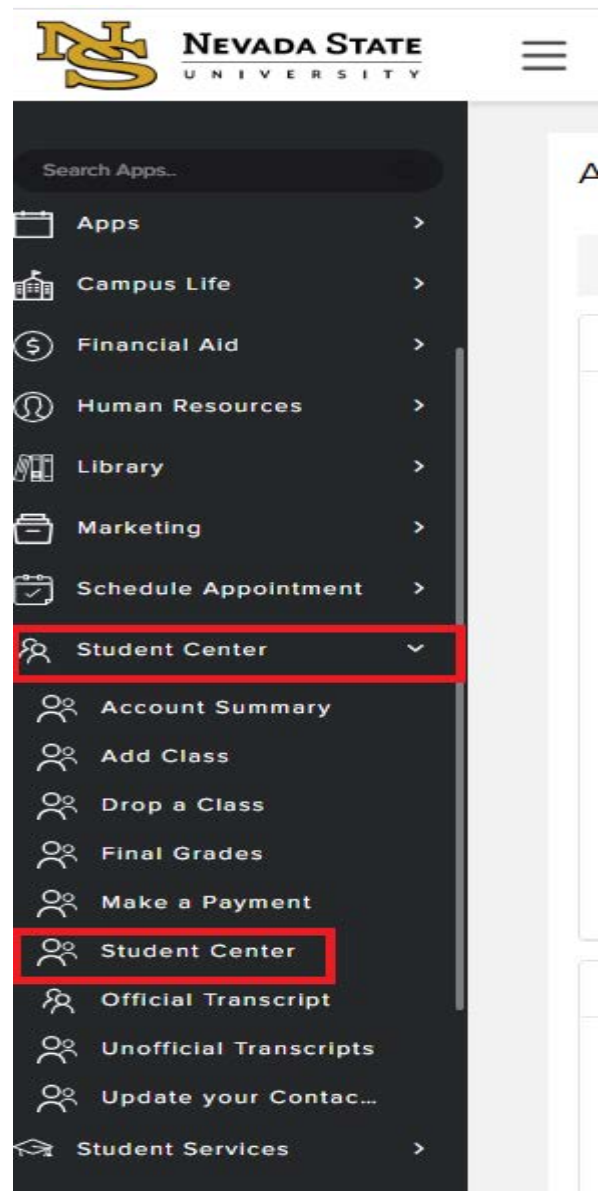 NS
NEVADA STATE
UNIVERSITY
Search Apps..
A
Apps
Campus Life
Financial Aid
Human Resources
Library
Marketing
Schedule Appointment
Student Center
Account Summary
Add Class
Drop a Class
Final Grades
Make a Payment
Student Center
Official Transcript
Unofficial Transcripts
Update your Contac...
Student Services